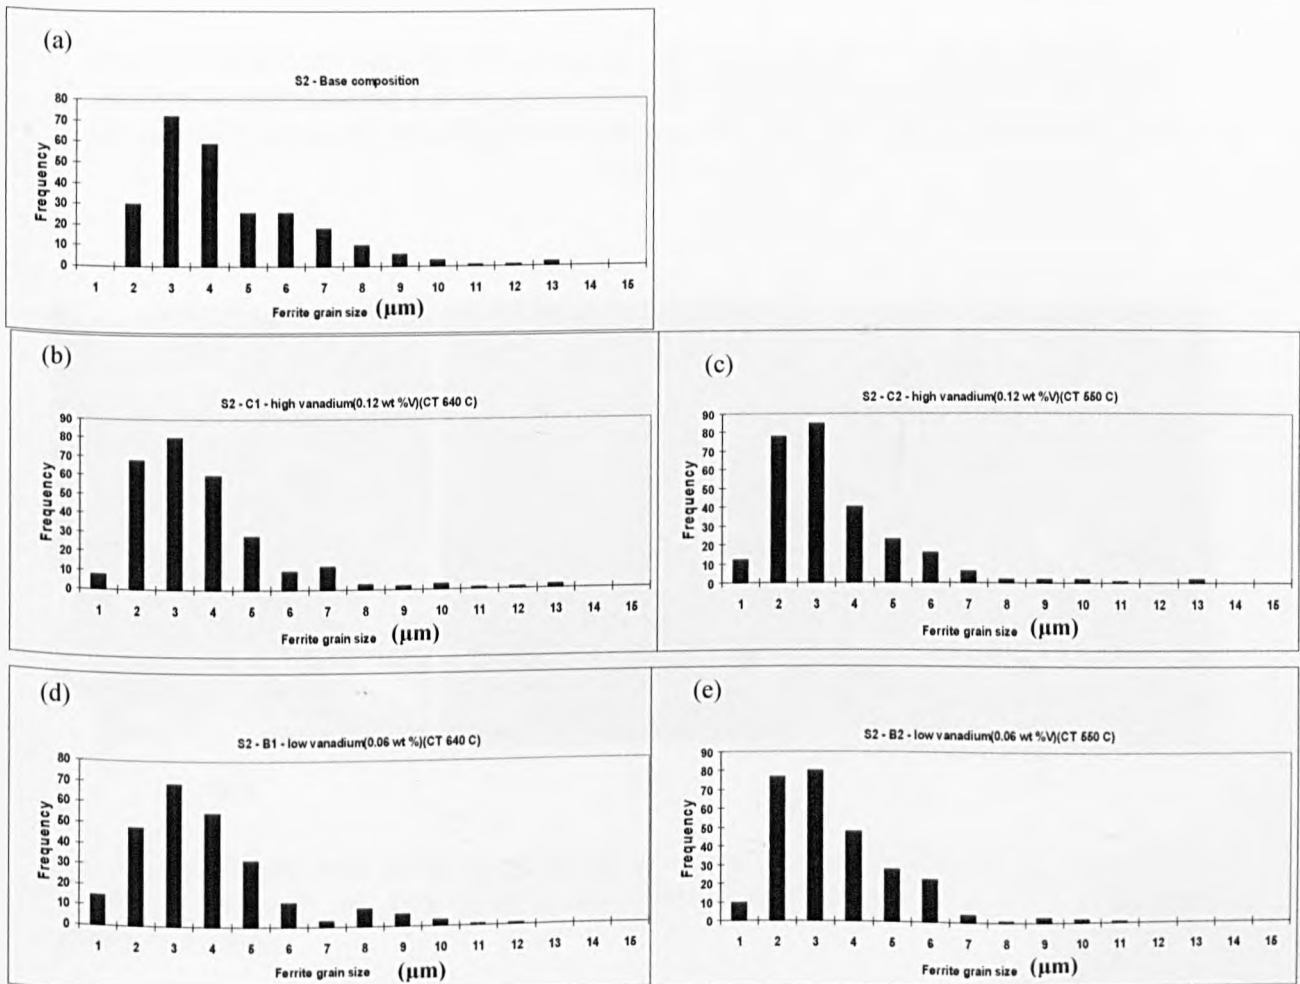 (a)
S2 - Base composition
Frequency
80
70
60
50
40
30
20
10
0
1 2 3 4 5 6 7 8 9 10 11 12 13 14 15
Ferrite grain size (μm)
(b)
S2 - C1 - high vanadium(0.12 wt %V)(CT 640 C)
Frequency
90
80
70
60
50
40
30
20
10
0
1 2 3 4 5 6 7 8 9 10 11 12 13 14 15
Ferrite grain size (μm)
(c)
S2 - C2 - high vanadium(0.12 wt %V)(CT 550 C)
Frequency
90
80
70
60
50
40
30
20
10
0
1 2 3 4 5 6 7 8 9 10 11 12 13 14 15
Ferrite grain size (μm)
(d)
S2 - B1 - low vanadium(0.06 wt %)(CT 640 C)
Frequency
80
70
60
50
40
30
20
10
0
1 2 3 4 5 6 7 8 9 10 11 12 13 14 15
Ferrite grain size (μm)
(e)
S2 - B2 - low vanadium(0.06 wt %V)(CT 550 C)
Frequency
90
80
70
60
50
40
30
20
10
0
1 2 3 4 5 6 7 8 9 10 11 12 13 14 15
Ferrite grain size (μm)